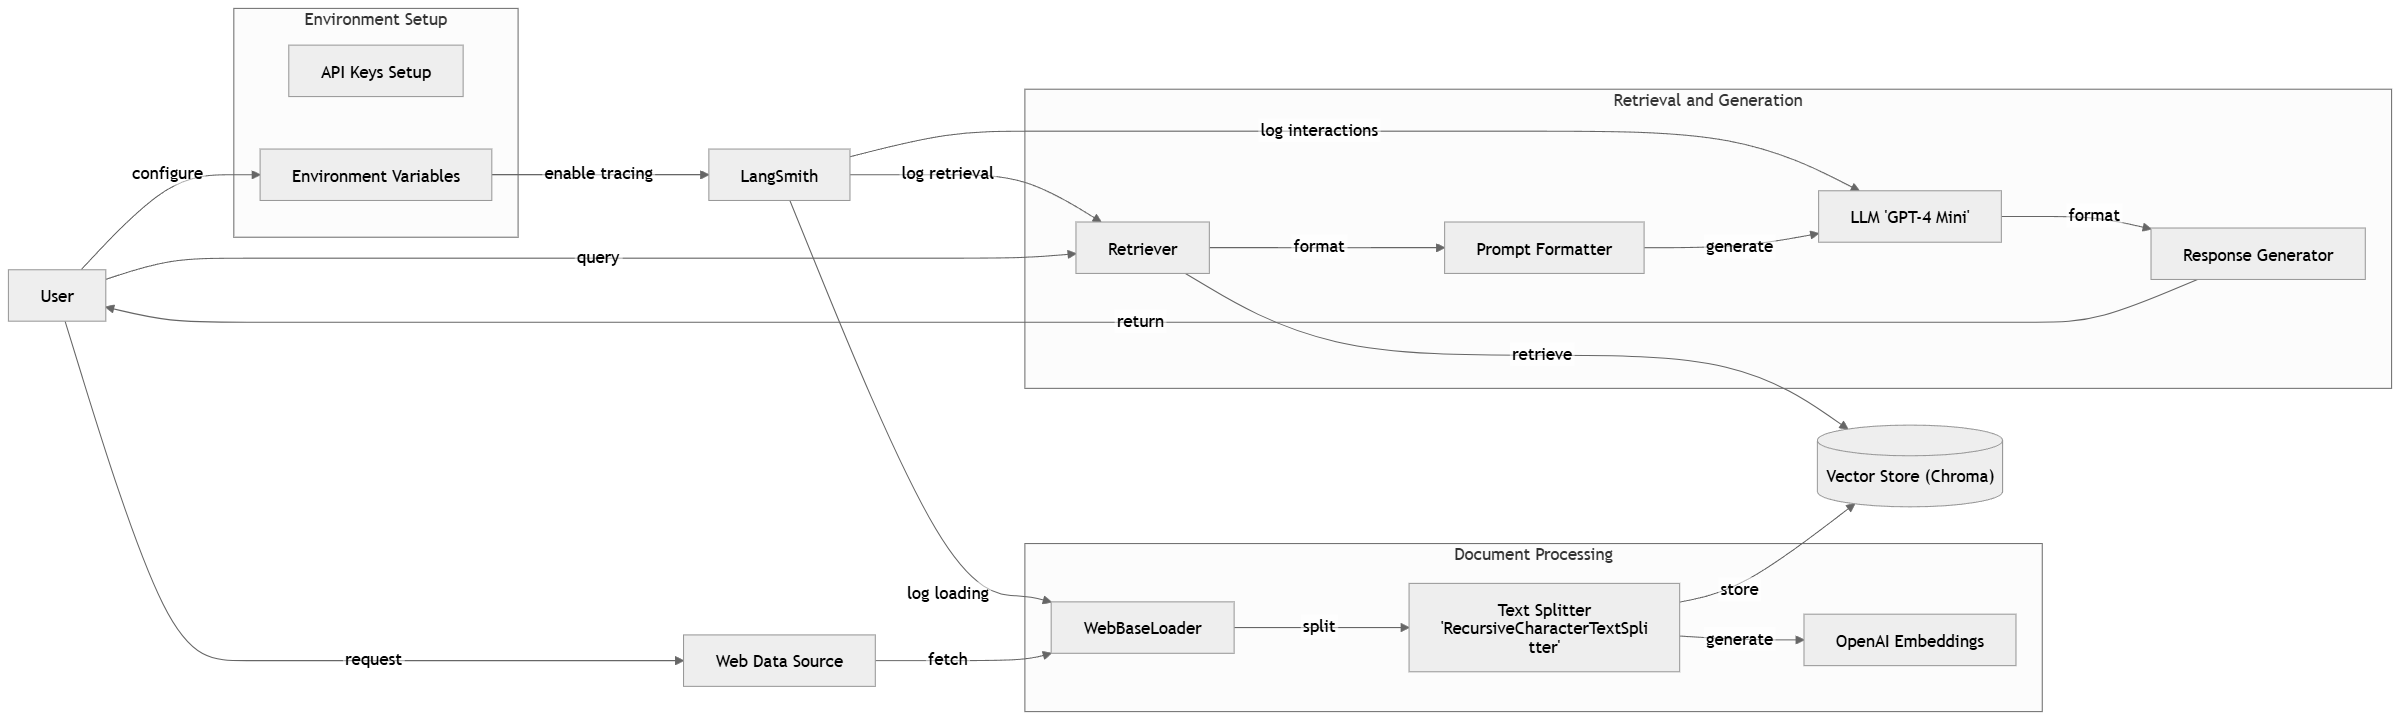 Environment Setup
API Keys Setup
configure
Environment Variables
enable tracing
LangSmith
User
Retrieval and Generation
log interactions
log retrieval
query
Retriever
format
Prompt Formatter
generate
LLM 'GPT-4 Mini'
format
Response Generator
return
retrieve
Vector Store (Chroma)
Document Processing
log loading
request
Web Data Source
fetch
WebBaseLoader
split
Text Splitter
'RecursiveCharacterTextSpli
tter'
store
generate
OpenAI Embeddings